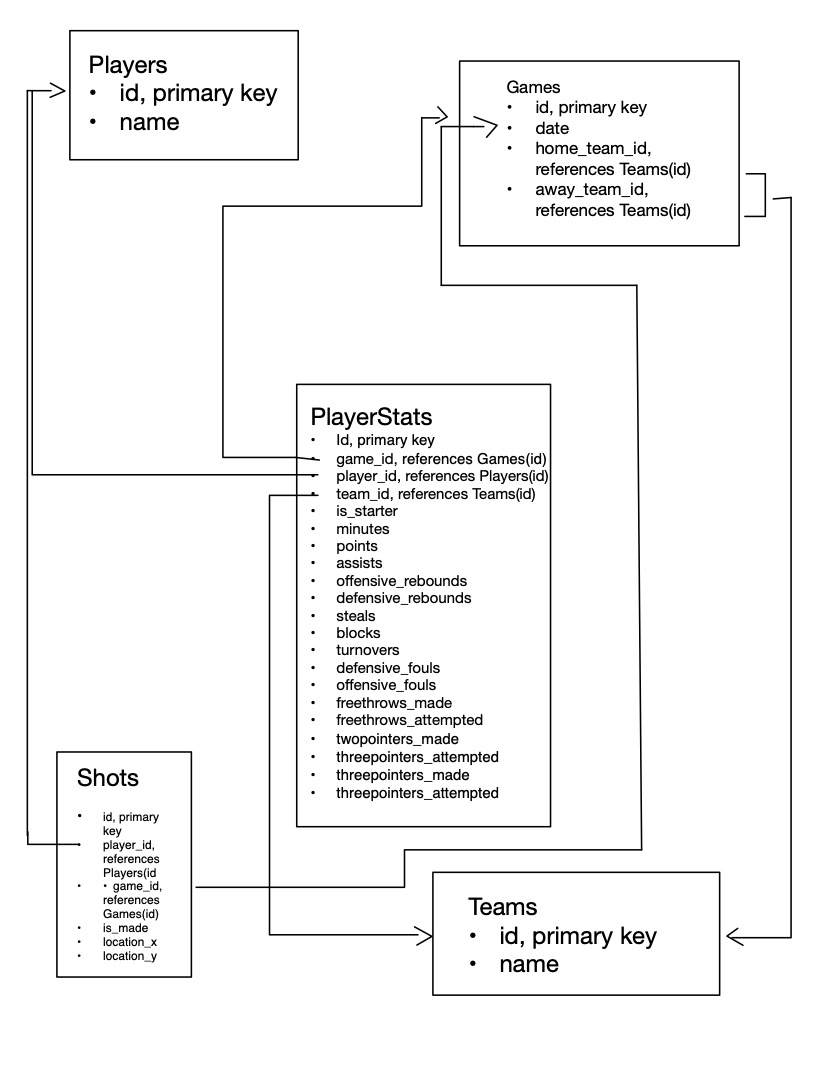 Players
• id, primary key
• name
Games
• id, primary key
• date
• home_team_id,
references Teams(id)
• away_team_id,
references Teams(id)
PlayerStats
• Id, primary key
• game_id, references Games(id)
• player_id, references Players(id)
• team_id, references Teams(id)
• is_starter
• minutes
• points
• assists
• offensive_rebounds
• defensive_rebounds
• steals
• blocks
• turnovers
• defensive_fouls
• offensive_fouls
• freethrows_made
• freethrows_attempted
• twopointers_made
• threepointers_attempted
• threepointers_made
• threepointers_attempted
Shots
• id, primary
key
• player_id,
references
Players(id
• • game_id,
references
Games(id)
• is_made
• location_x
• location_y
Teams
• id, primary key
• name